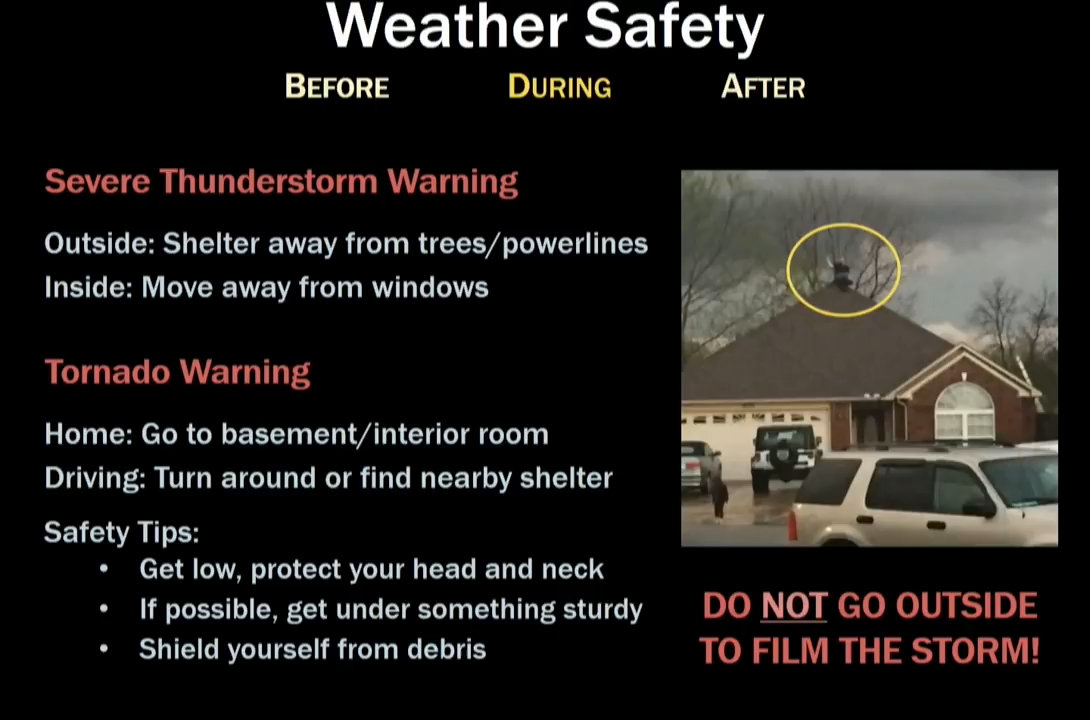 Weather Safety
BEFORE DURING AFTER
Severe Thunderstorm Warning
Outside: Shelter away from trees/powerlines
Inside: Move away from windows
Tornado Warning
Home: Go to basement/interior room
Driving: Turn around or find nearby shelter
Safety Tips:
• Get low, protect your head and neck
• If possible, get under something sturdy
• Shield yourself from debris
DO NOT GO OUTSIDE
TO FILM THE STORM!